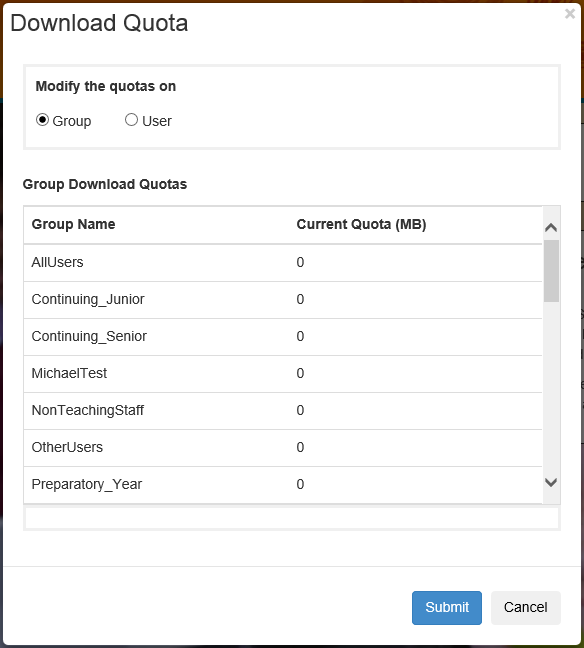 Download Quota
×
Modify the quotas on
Group User
Group Download Quotas
Group Name Current Quota (MB)
AllUsers 0
Continuing_Junior 0
Continuing_Senior 0
MichaelTest 0
NonTeachingStaff 0
OtherUsers 0
Preparatory_Year 0
Submit Cancel